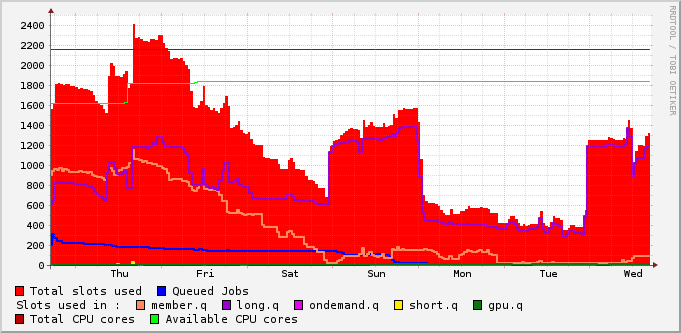 2400
2200
2000
1800
1600
1400
1200
1000
800
600
400
200
0
Thu Fri Sat Sun Mon Tue Wed
RRDTOOL / TOBI OETIKER
Total slots used Queued Jobs
Slots used in : member.q long.q ondemand.q short.q gpu.q
Total CPU cores Available CPU cores